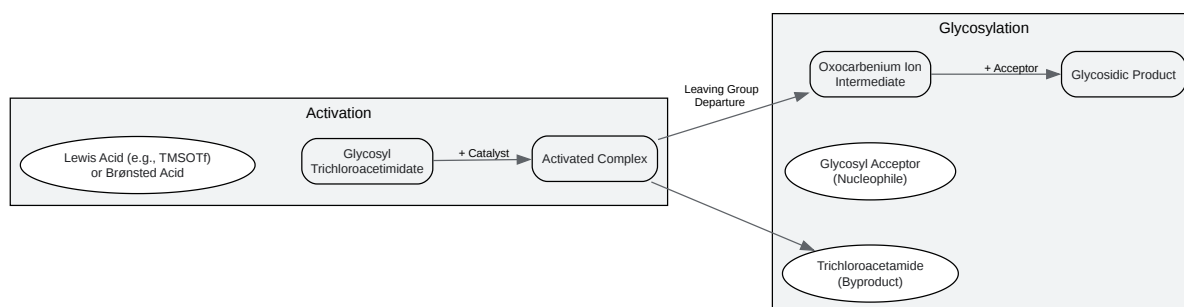 Glycosylation
Oxocarbenium Ion
Intermediate
+ Acceptor
Glycosidic Product
Leaving Group
Departure
Activation
Lewis Acid (e.g., TMSOTf)
or Brønsted Acid
Glycosyl
Trichloroacetimidate
+ Catalyst
Activated Complex
Glycosyl Acceptor
(Nucleophile)
Trichloroacetamide
(Byproduct)